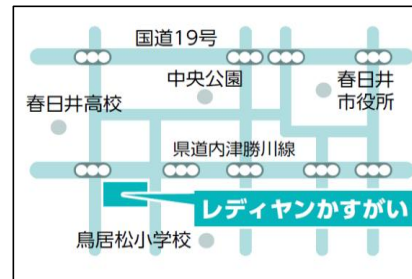 国道19号
中央公園
春日井
市役所
春日井高校
県道内津勝川線
レディヤンかすがい
鳥居松小学校